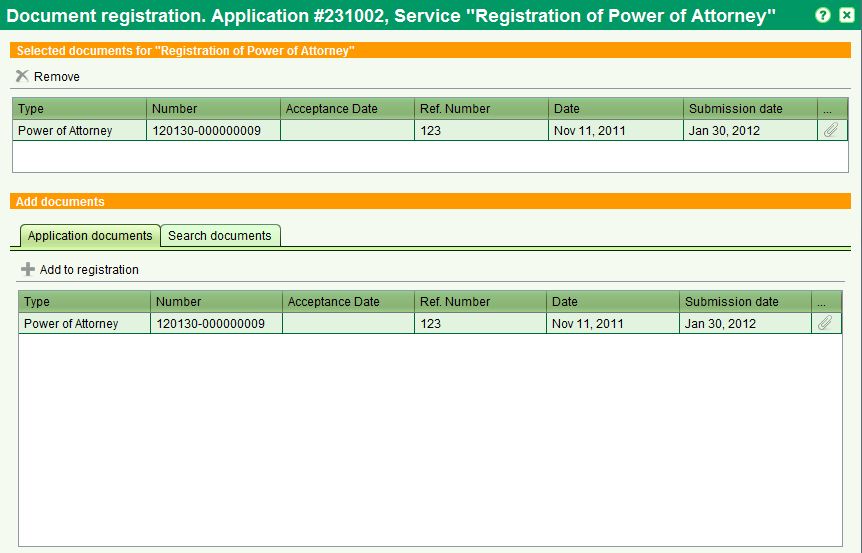 Document registration. Application #231002, Service "Registration of Power of Attorney"
Selected documents for "Registration of Power of Attorney"
Remove
Type Number Acceptance Date Ref. Number Date Submission date ...
Power of Attorney 120130-000000009 123 Nov 11, 2011 Jan 30, 2012
Add documents
Application documents Search documents
Add to registration
Type Number Acceptance Date Ref. Number Date Submission date ...
Power of Attorney 120130-000000009 123 Nov 11, 2011 Jan 30, 2012